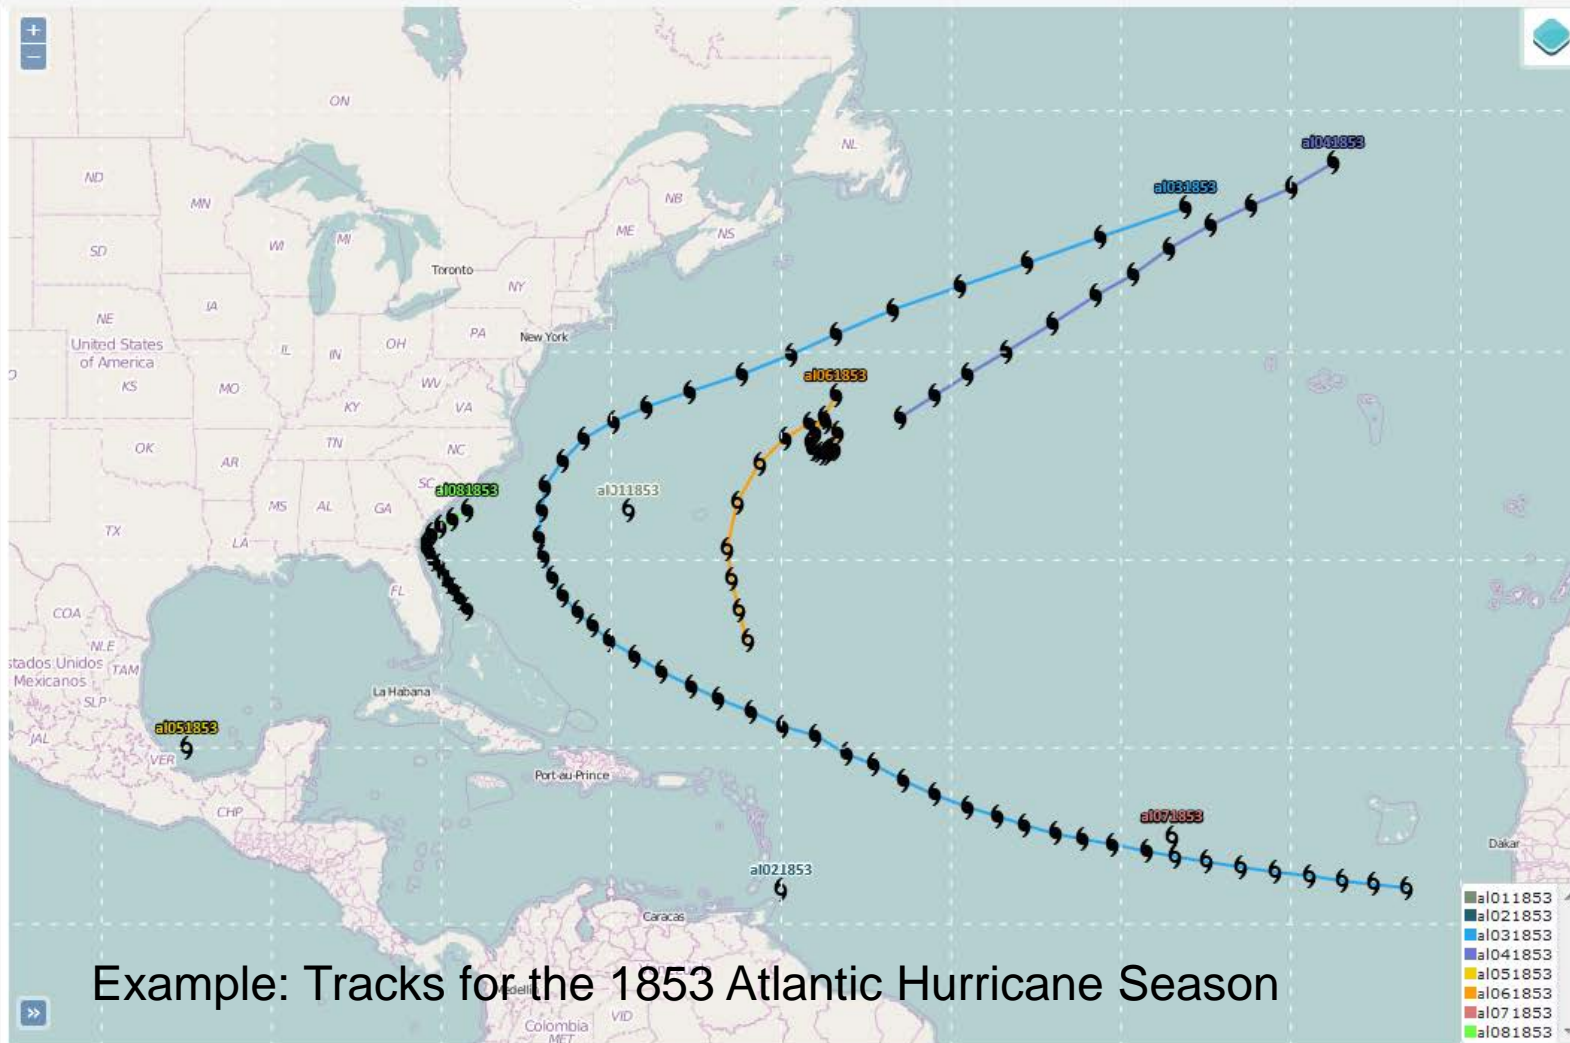 +
−
ON
NL
al041853
al031853
ND
MN
NB
ME
NS
WI
MI
SD
Toronto
NY
IA
NE
PA
New York
United States
of America
IL
IN
OH
KS
MO
WV
VA
KY
al061853
OK
TN
NC
AR
SC
al081853
al011853
MS
AL
GA
TX
LA
FL
COA
NLE
TAM
stados Unidos
Mexicanos
SLP
La Habana
al051853
JAL
VER
Port-au-Prince
CHP
al071853
Dakar
al021853
Caracas
al011853
al021853
al031853
al041853
al051853
al061853
al071853
al081853
Example: Tracks for the 1853 Atlantic Hurricane Season
Medellín
»
Colombia
VID
MET